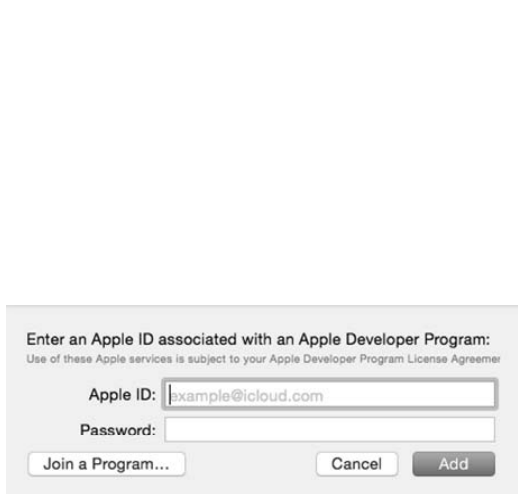 Enter an Apple ID associated with an Apple Developer Program:
Use of these Apple services is subject to your Apple Developer Program License Agreemen
Apple ID: example@icloud.com
Password:
Join a Program... Cancel Add